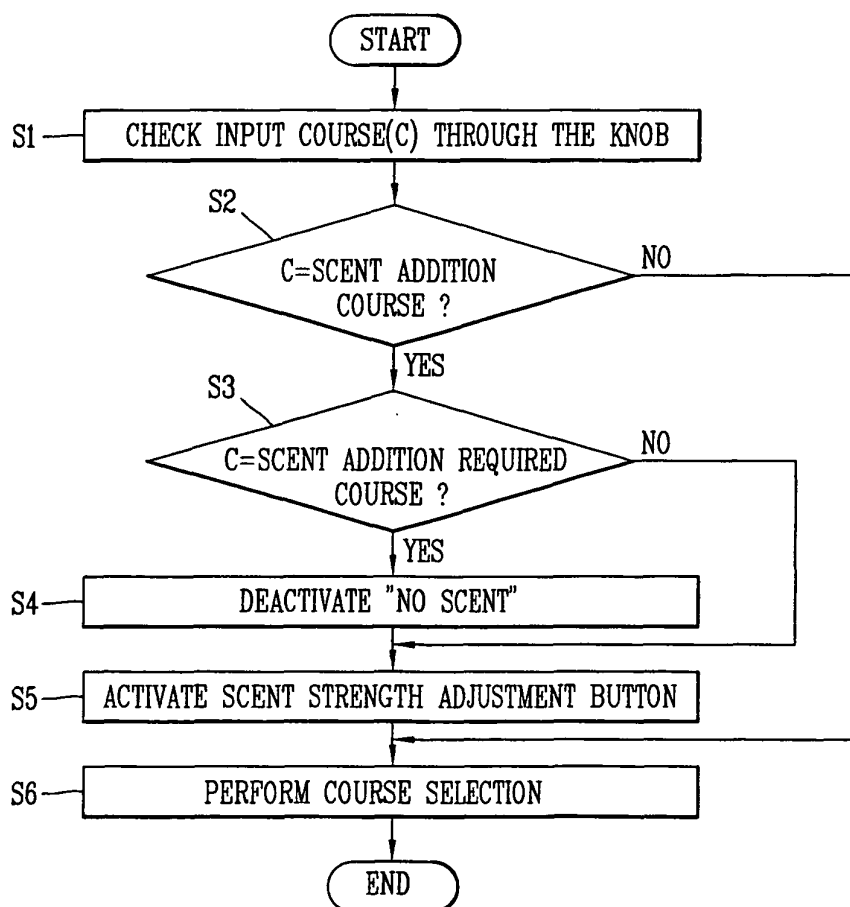 START
S1
CHECK INPUT COURSE(C) THROUGH THE KNOB
S2
C=SCENT ADDITION
COURSE ?
NO
YES
S3
C=SCENT ADDITION REQUIRED
COURSE ?
NO
YES
S4
DEACTIVATE "NO SCENT"
S5
ACTIVATE SCENT STRENGTH ADJUSTMENT BUTTON
S6
PERFORM COURSE SELECTION
END